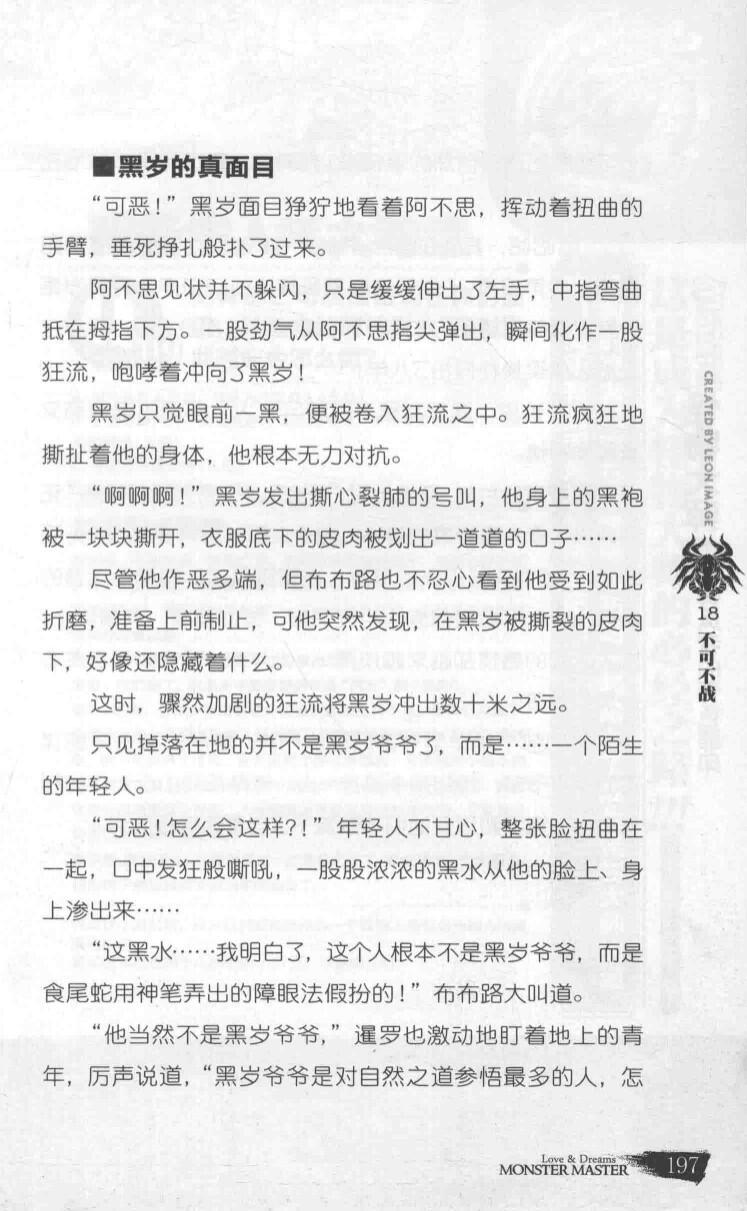 ■黑岁的真面目
“可恶！”黑岁面目狰狞地看着阿不思，挥动着扭曲的
手臂，垂死挣扎般扑了过来。
阿不思见状并不躲闪，只是缓缓伸出了左手，中指弯曲
抵在拇指下方。一股劲气从阿不思指尖弹出，瞬间化作一股
狂流，咆哮着冲向了黑岁！
黑岁只觉眼前一黑，便被卷入狂流之中。狂流疯狂地
撕扯着他的身体，他根本无力对抗。
“啊啊啊！”黑岁发出撕心裂肺的号叫，他身上的黑袍
被一块块撕开，衣服底下的皮肉被划出一道道的口子……
尽管他作恶多端，但布布路也不忍心看到他受到如此
折磨，准备上前制止，可他突然发现，在黑岁被撕裂的皮肉
下，好像还隐藏着什么。
这时，骤然加剧的狂流将黑岁冲出数十米之远。
只见掉落在地的并不是黑岁爷爷了，而是……一个陌生
的年轻人。
“可恶！怎么会这样？！”年轻人不甘心，整张脸扭曲在
一起，口中发狂般嘶吼，一股股浓浓的黑水从他的脸上、身
上渗出来……
“这黑水……我明白了，这个人根本不是黑岁爷爷，而是
食尾蛇用神笔弄出的障眼法假扮的！”布布路大叫道。
“他当然不是黑岁爷爷，”暹罗也激动地盯着地上的青
年，厉声说道，“黑岁爷爷是对自然之道参悟最多的人，怎
CREATED BY LEON IMAGE
18
不可不战
Love & Dreams
MONSTER MASTER
197